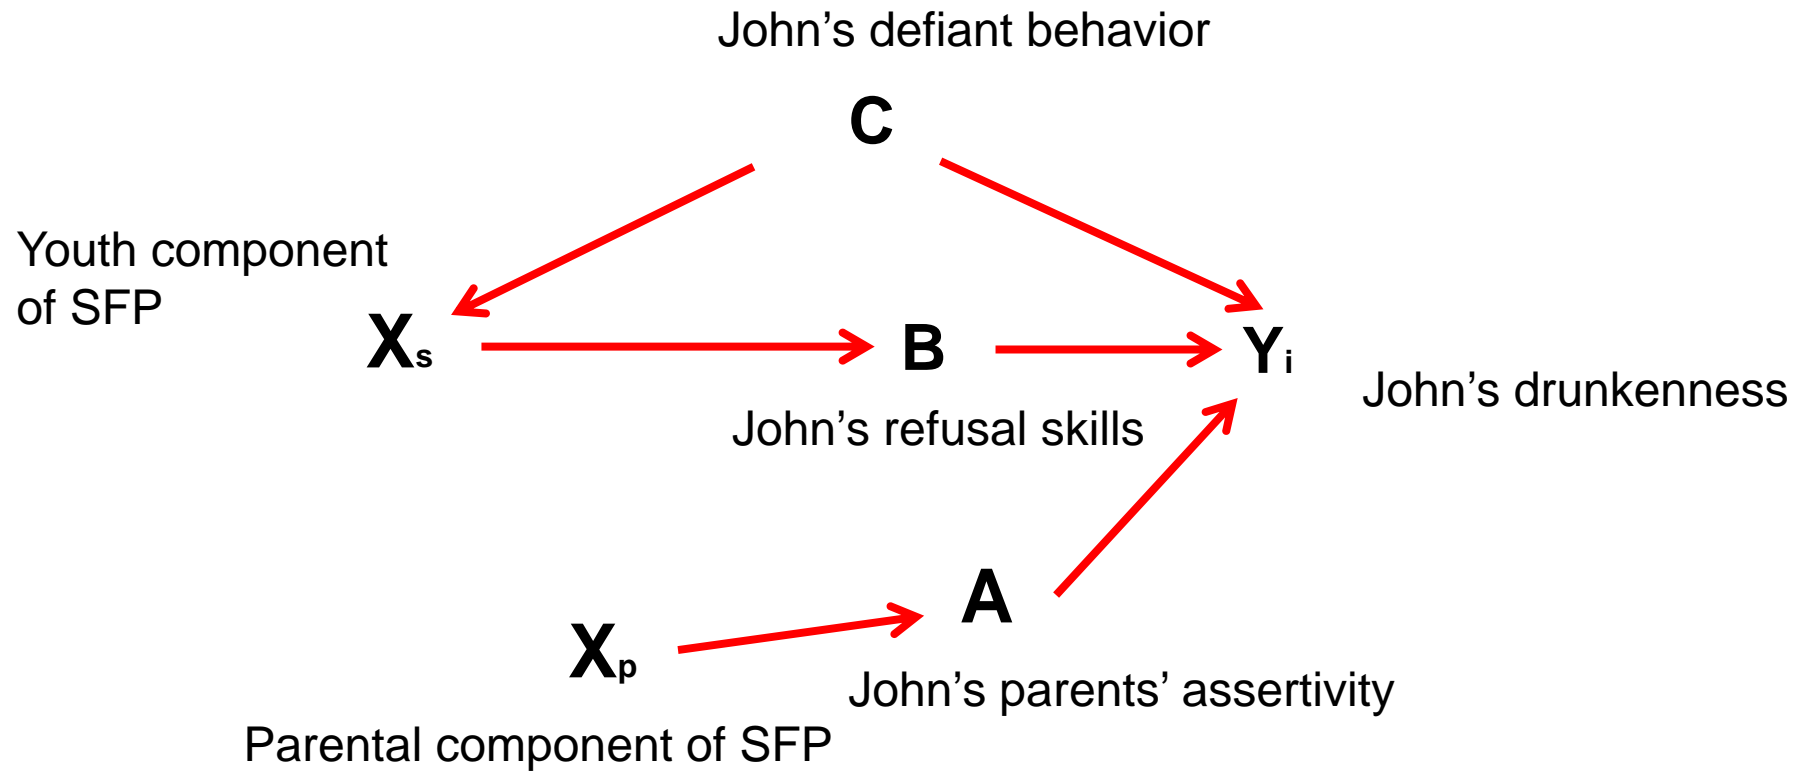 John’s defiant behavior
C
Youth component
of SFP
Xs
B
Yi
John’s drunkenness
John’s refusal skills
A
Xp
John’s parents’ assertivity
Parental component of SFP